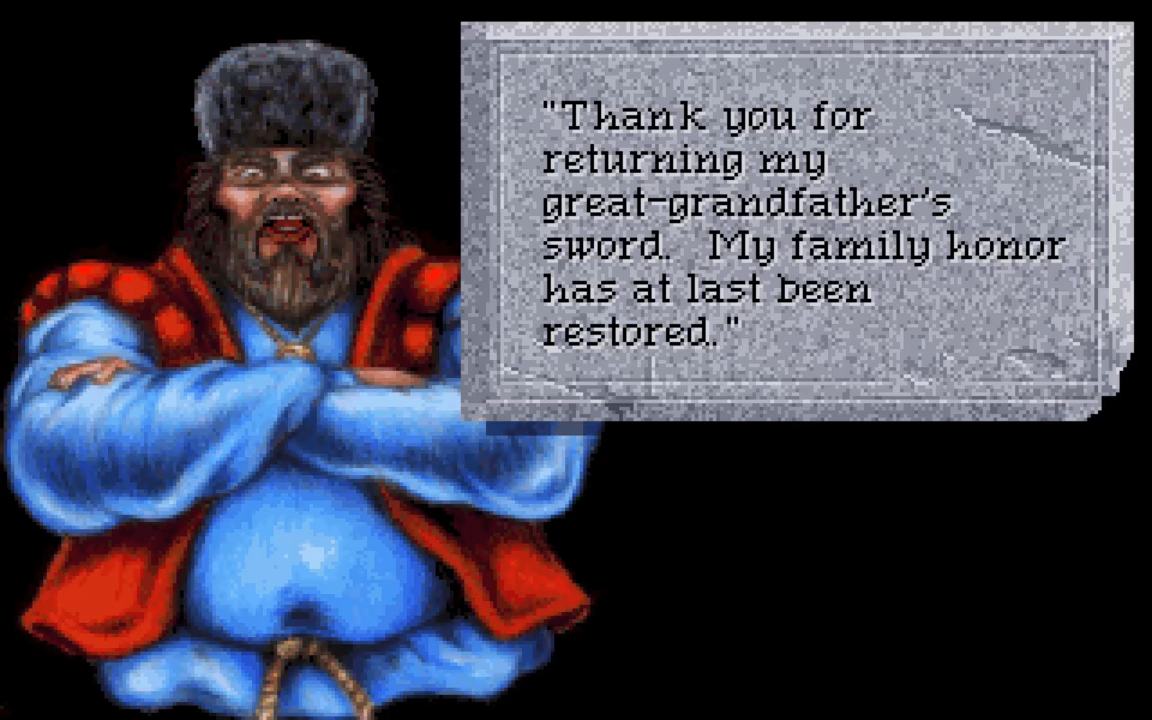 "Thank you for
returning my
great-grandfather's
sword.  My family honor
has at last been
restored."